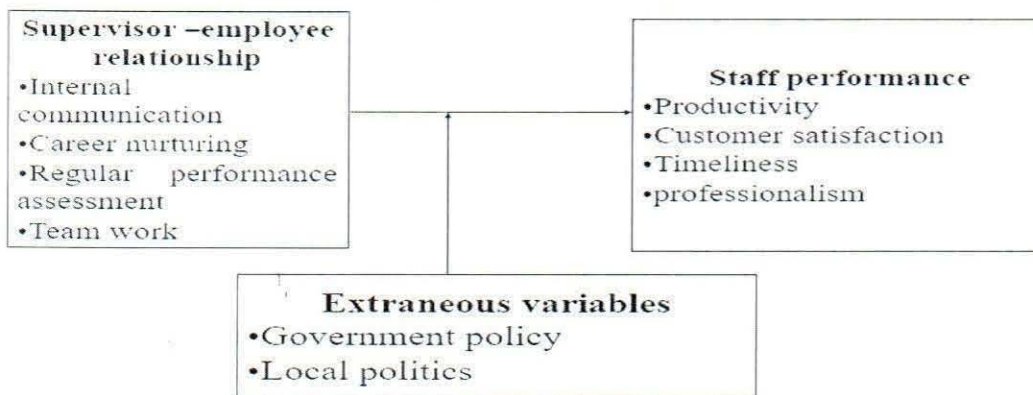 Supervisor –employee
relationship
•Internal
communication
•Career nurturing
•Regular performance
assessment
•Team work
Staff performance
•Productivity
•Customer satisfaction
•Timeliness
•professionalism
Extraneous variables
•Government policy
•Local politics